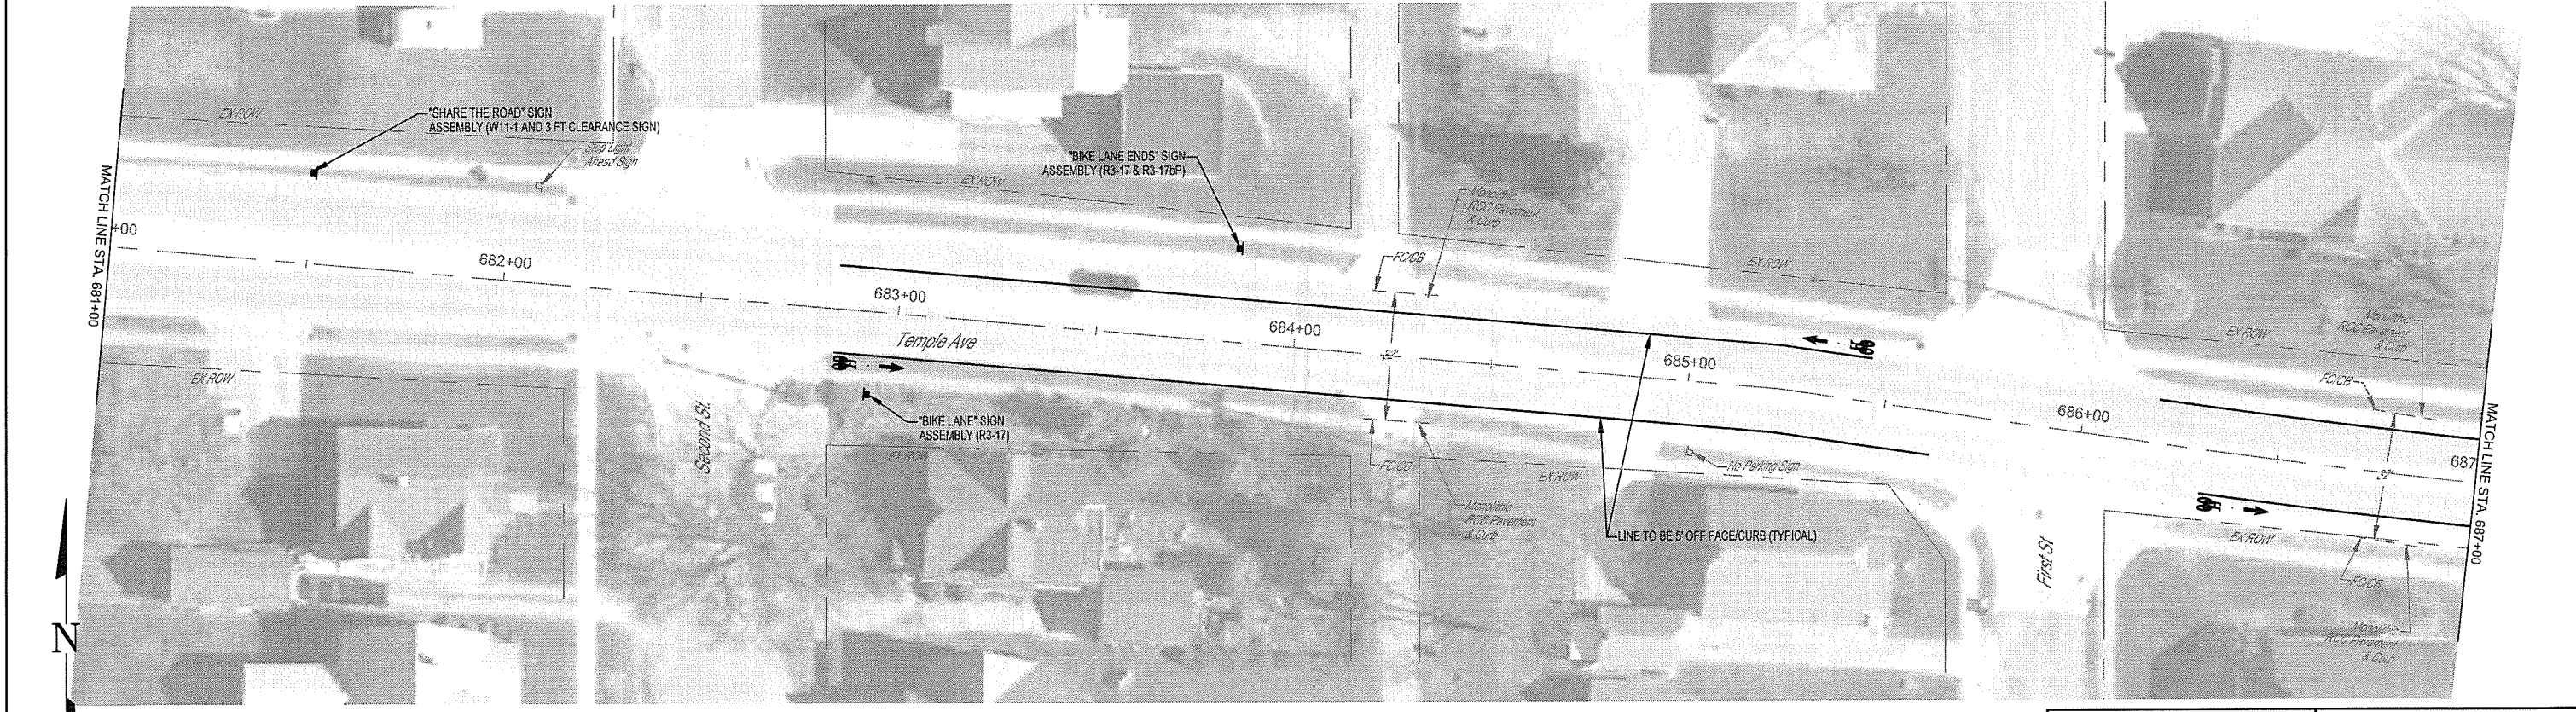 "SHARE THE ROAD" SIGN
ASSEMBLY (W11-1 AND 3 FT CLEARANCE SIGN)
EX ROW
Stop Light
Ahead Sign
"BIKE LANE ENDS" SIGN
ASSEMBLY (R3-17 & R3-17bP)
EX ROW
Monolithic
RCC Pavement
& Curb
FC/CB
EX ROW
MATCH LINE STA. 681+00
+00
682+00
683+00
684+00
685+00
686+00
687
Temple Ave
32'
EX ROW
Monolithic
RCC Pavement
& Curb
FC/CB
MATCH LINE STA. 687+00
EX ROW
Second St.
"BIKE LANE" SIGN
ASSEMBLY (R3-17)
EX ROW
FC/CB
Monolithic
RCC Pavement
& Curb
EX ROW
No Parking Sign
LINE TO BE 5' OFF FACE/CURB (TYPICAL)
First St.
32'
EX ROW
FC/CB
Monolithic
RCC Pavement
& Curb
N